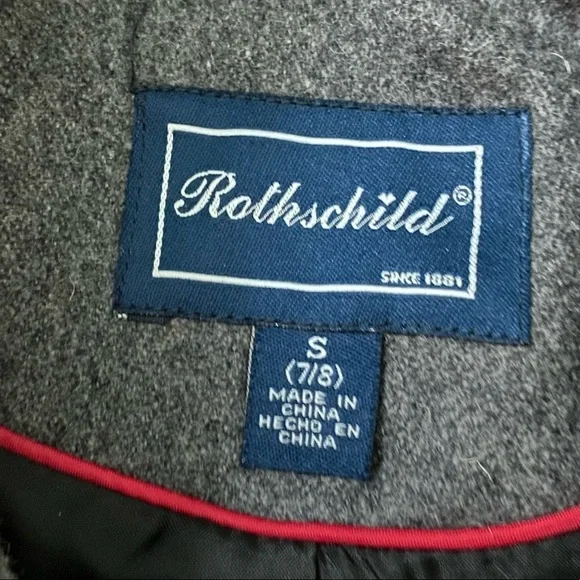 Rothschild®
SINCE 1881
S
(7/8)
MADE IN
CHINA
HECHO EN
CHINA